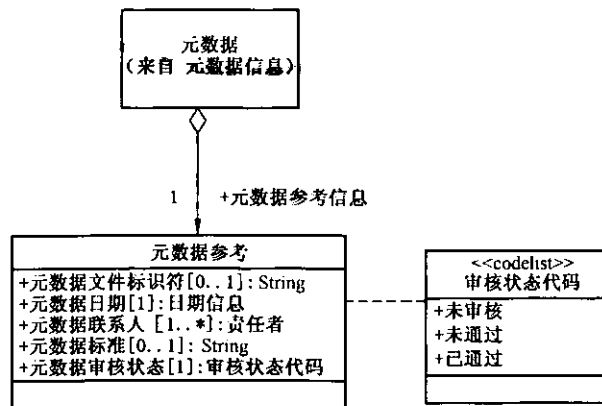 元数据
(来自 元数据信息)
1 +元数据参考信息
元数据参考
+元数据文件标识符[0..1]: String
+元数据日期[1]:日期信息
+元数据联系人 [1..*]:责任者
+元数据标准[0..1]: String
+元数据审核状态[1]:审核状态代码
<<codelist>>
审核状态代码
+未审核
+未通过
+已通过